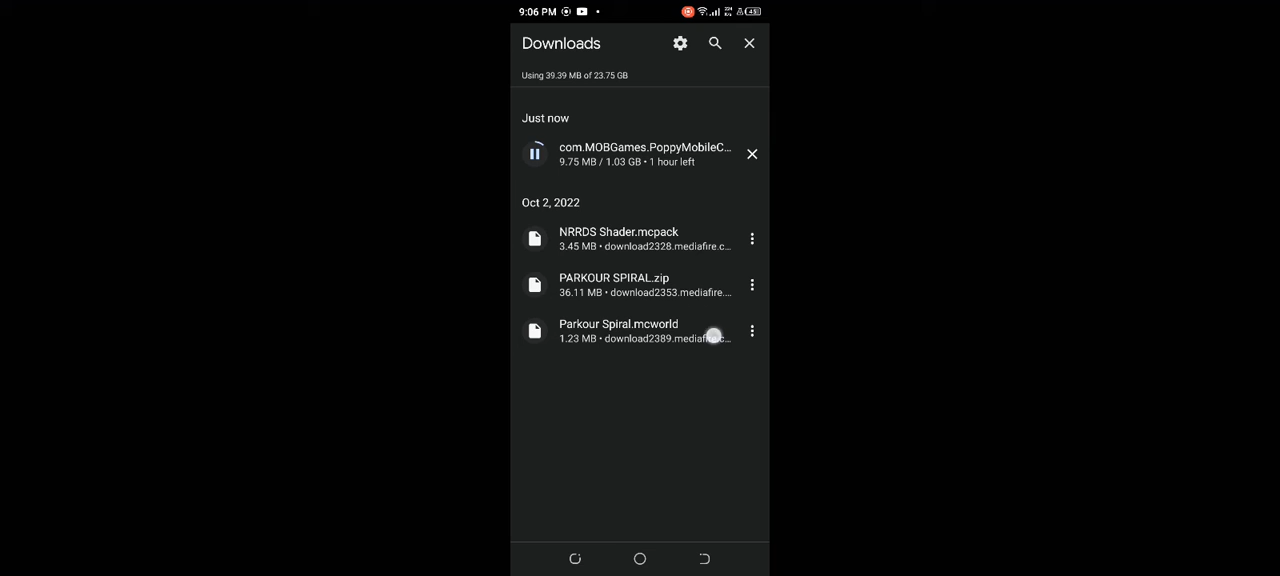 9:06 PM
Downloads
Using 39.39 MB of 23.75 GB
Just now
com.MOBGames.PoppyMobileC...
9.75 MB / 1.03 GB • 1 hour left
Oct 2, 2022
NRRDS Shader.mcpack
3.45 MB • download2328.mediafire.c...
PARKOUR SPIRAL.zip
36.11 MB • download2353.mediafire....
Parkour Spiral.mcworld
1.23 MB • download2389.mediafire.c...